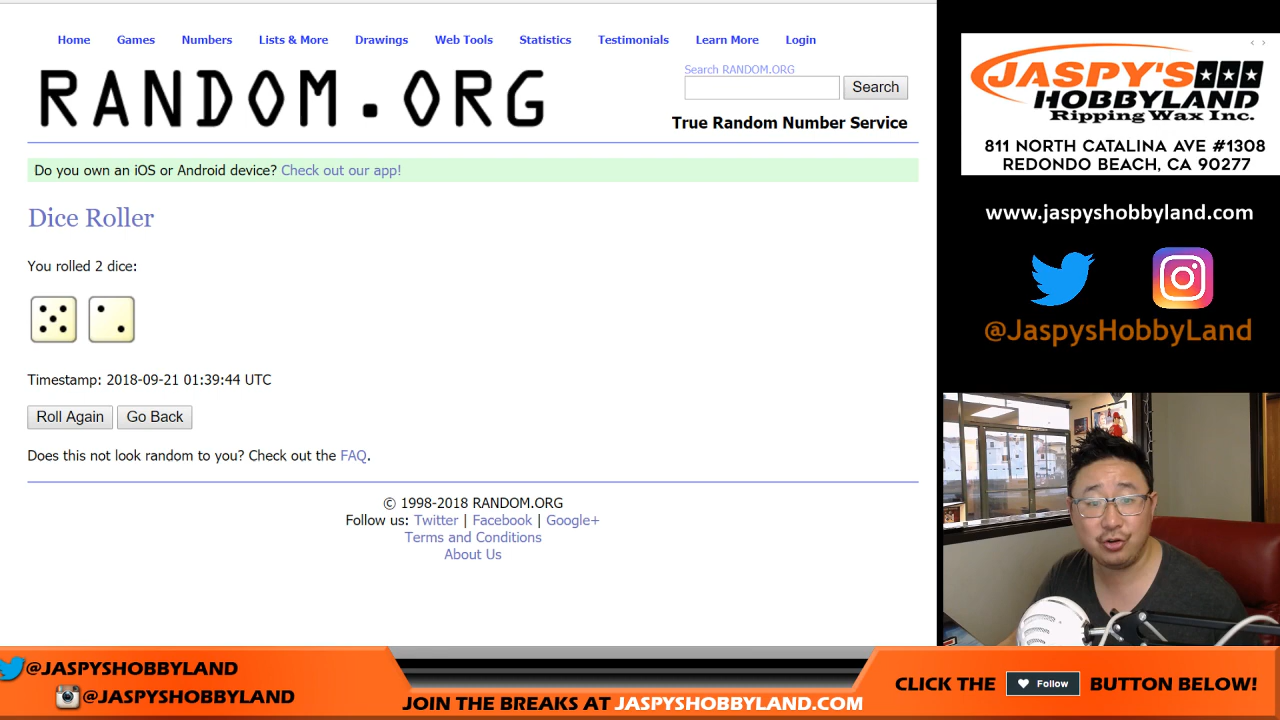 Home Games Numbers Lists & More Drawings Web Tools Statistics Testimonials Learn More Login
RANDOM.ORG
Search RANDOM.ORG
Search
True Random Number Service
Do you own an iOS or Android device? Check out our app!
Dice Roller
You rolled 2 dice:
Timestamp: 2018-09-21 01:39:44 UTC
Roll Again Go Back
Does this not look random to you? Check out the FAQ.
© 1998-2018 RANDOM.ORG
Follow us: Twitter | Facebook | Google+
Terms and Conditions
About Us
JASPY'S
HOBBYLAND
Ripping Wax Inc.
811 NORTH CATALINA AVE #1308
REDONDO BEACH, CA 90277
www.jaspyshobbyland.com
@JaspysHobbyLand
@JASPYSHOBBYLAND
@JASPYSHOBBYLAND
JOIN THE BREAKS AT JASPYSHOBBYLAND.COM
CLICK THE Follow BUTTON BELOW!